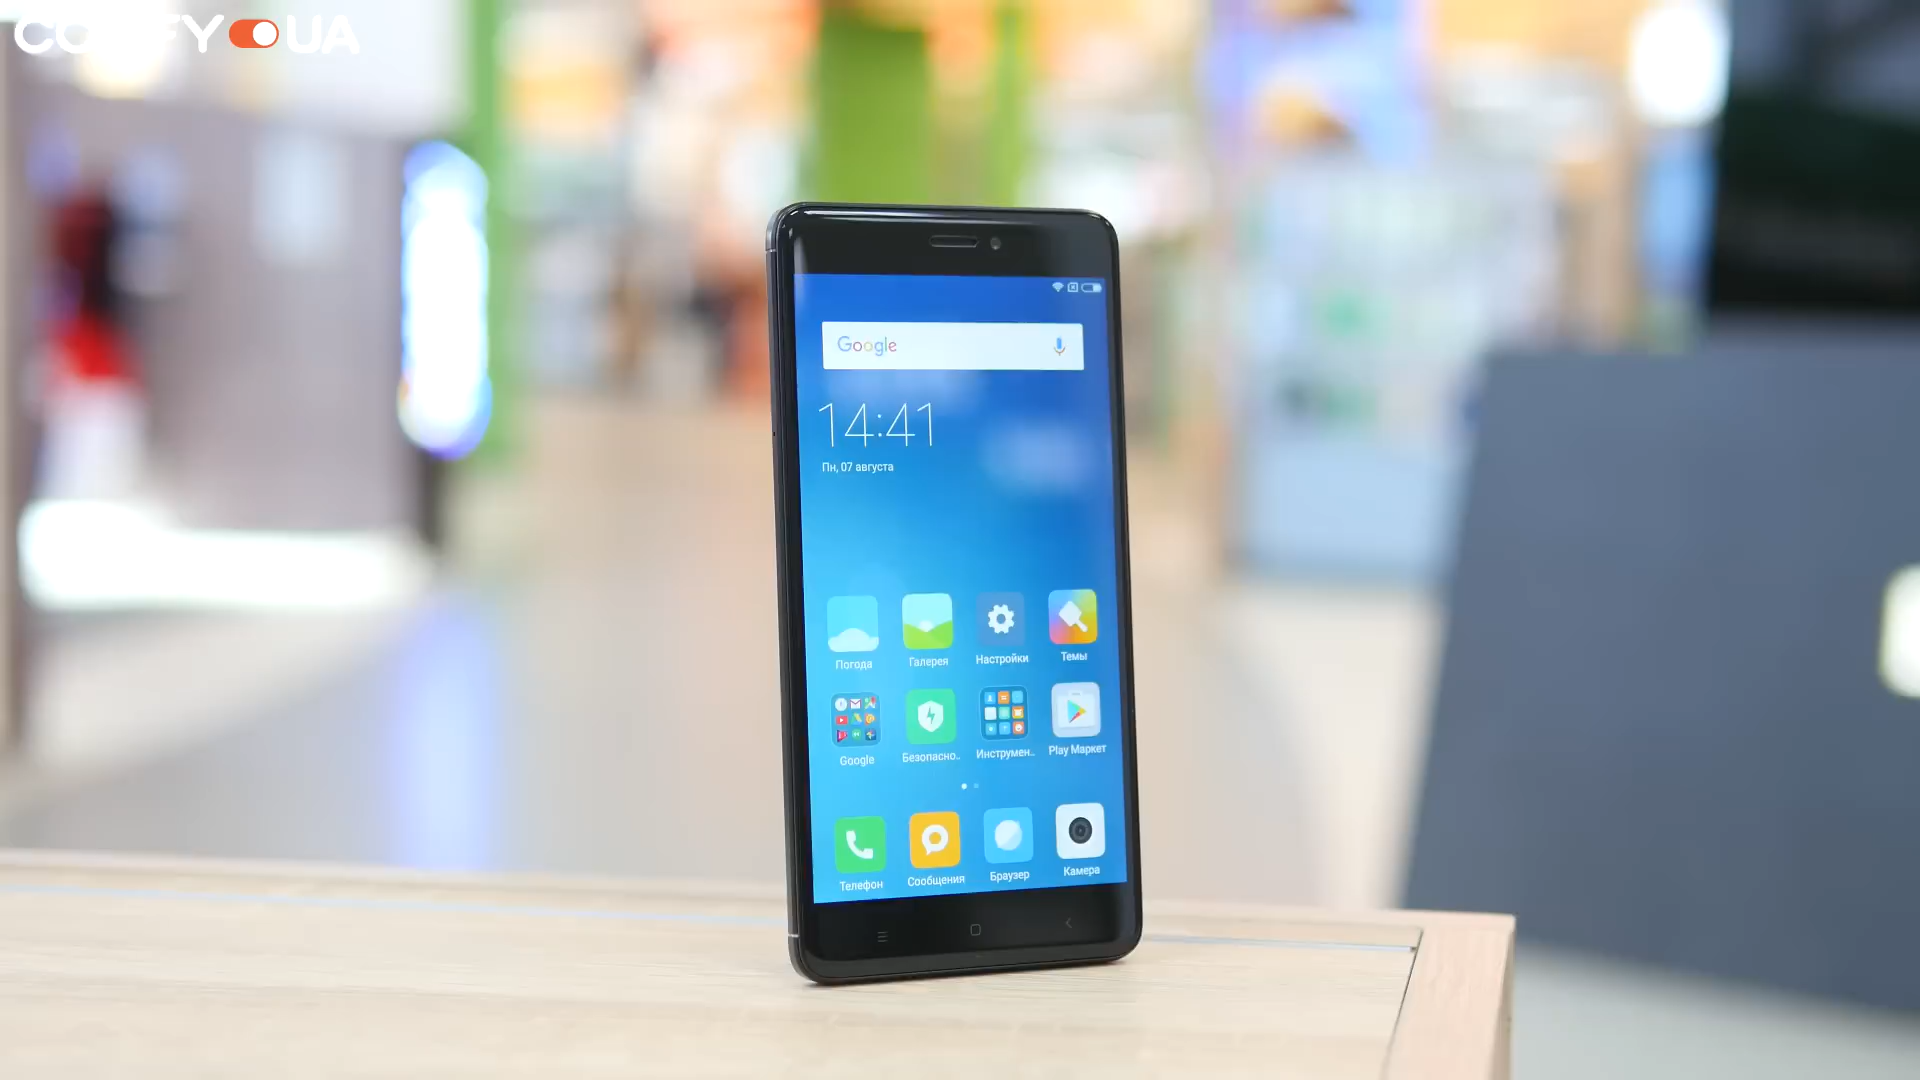 COMFY UA
Google
14:41
Пн, 07 августа
Погода
Галерея
Настройки
Темы
Google
Безопасно..
Инструмен..
Play Маркет
Телефон
Сообщения
Браузер
Камера